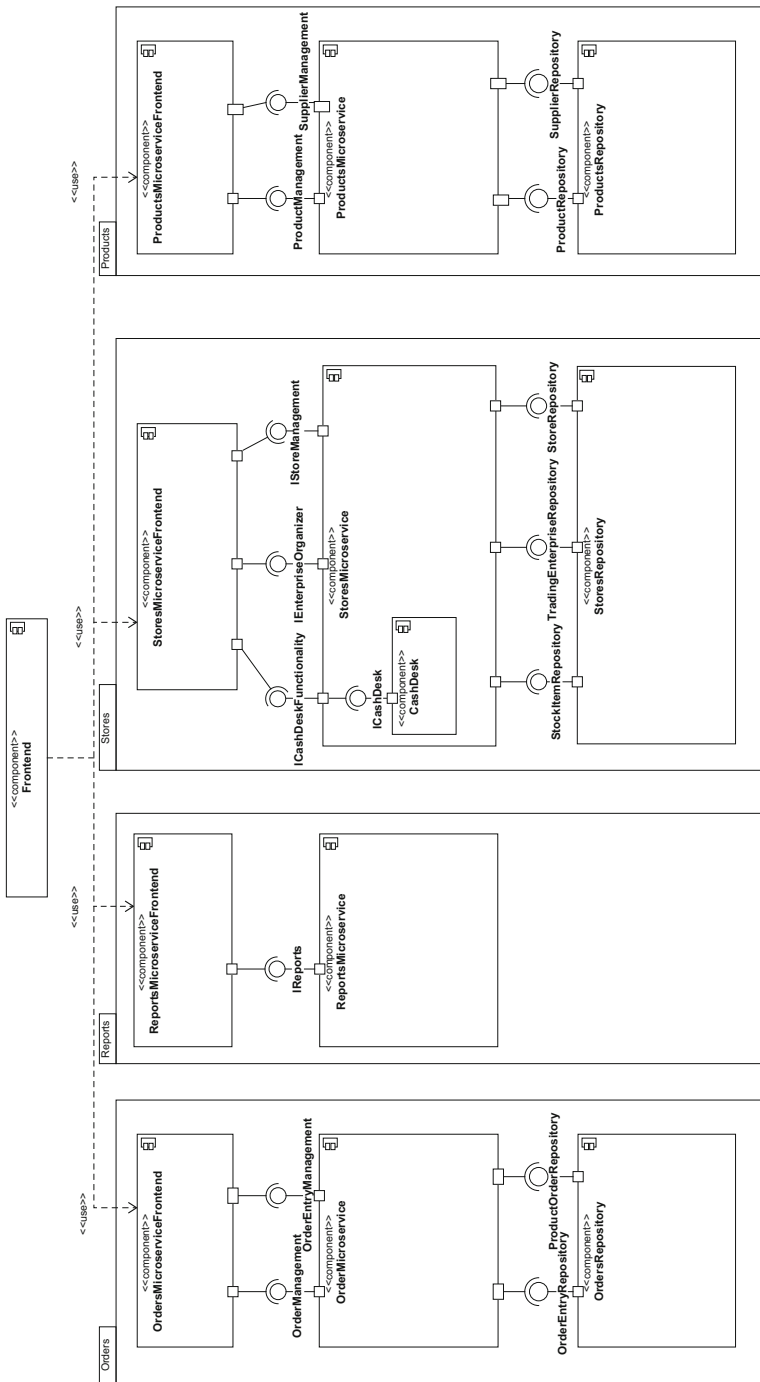 <<component>>
Frontend
<<use>>
<<use>>
<<use>>
<<use>>
Orders
<<component>>
OrdersMicroserviceFrontend
OrderManagement
OrderEntryManagement
<<component>>
OrderMicroservice
OrderEntryRepository
ProductOrderRepository
<<component>>
OrdersRepository
Reports
<<component>>
ReportsMicroserviceFrontend
IReports
<<component>>
ReportsMicroservice
Stores
<<component>>
StoresMicroserviceFrontend
ICashDeskFunctionality
IEnterpriseOrganizer
IStoreManagement
<<component>>
StoresMicroservice
ICashDesk
<<component>>
CashDesk
StockItemRepository
TradingEnterpriseRepository
StoreRepository
<<component>>
StoresRepository
Products
<<component>>
ProductsMicroserviceFrontend
ProductManagement
SupplierManagement
<<component>>
ProductsMicroservice
ProductRepository
SupplierRepository
<<component>>
ProductsRepository